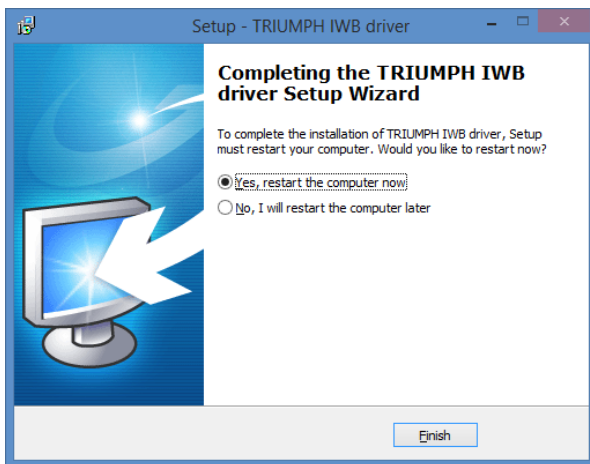 Setup - TRIUMPH IWB driver
Completing the TRIUMPH IWB
driver Setup Wizard
To complete the installation of TRIUMPH IWB driver, Setup
must restart your computer. Would you like to restart now?
Yes, restart the computer now
No, I will restart the computer later
Finish